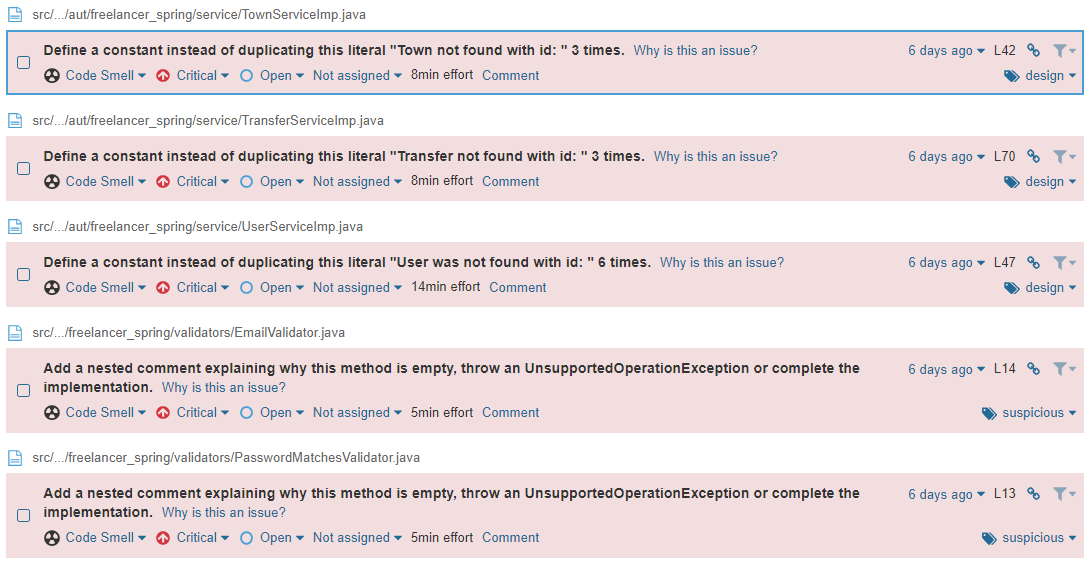 src/.../aut/freelancer_spring/service/TownServiceImp.java
Define a constant instead of duplicating this literal "Town not found with id: " 3 times. Why is this an issue? 6 days ago L42
Code Smell Critical Open Not assigned 8min effort Comment design
src/.../aut/freelancer_spring/service/TransferServiceImp.java
Define a constant instead of duplicating this literal "Transfer not found with id: " 3 times. Why is this an issue? 6 days ago L70
Code Smell Critical Open Not assigned 8min effort Comment design
src/.../aut/freelancer_spring/service/UserServiceImp.java
Define a constant instead of duplicating this literal "User was not found with id: " 6 times. Why is this an issue? 6 days ago L47
Code Smell Critical Open Not assigned 14min effort Comment design
src/.../freelancer_spring/validators/EmailValidator.java
Add a nested comment explaining why this method is empty, throw an UnsupportedOperationException or complete the 6 days ago L14
implementation. Why is this an issue?
Code Smell Critical Open Not assigned 5min effort Comment suspicious
src/.../freelancer_spring/validators/PasswordMatchesValidator.java
Add a nested comment explaining why this method is empty, throw an UnsupportedOperationException or complete the 6 days ago L13
implementation. Why is this an issue?
Code Smell Critical Open Not assigned 5min effort Comment suspicious